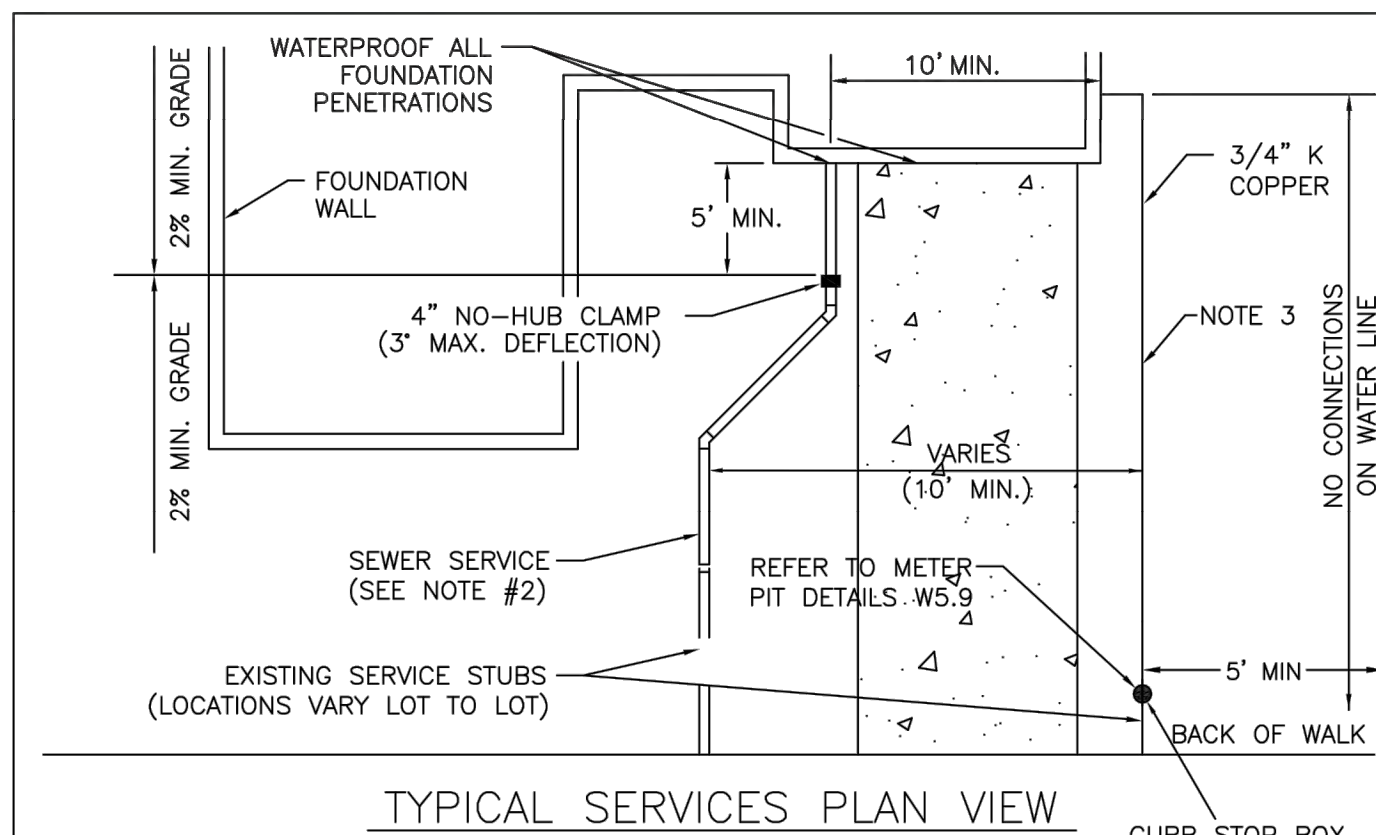 WATERPROOF ALL
FOUNDATION
PENETRATIONS
10' MIN.
2% MIN. GRADE
FOUNDATION
WALL
5' MIN.
3/4" K
COPPER
4" NO-HUB CLAMP
(3° MAX. DEFLECTION)
NOTE 3
NO CONNECTIONS
ON WATER LINE
2% MIN. GRADE
VARIES
(10' MIN.)
SEWER SERVICE
(SEE NOTE #2)
REFER TO METER
PIT DETAILS W5.9
EXISTING SERVICE STUBS
(LOCATIONS VARY LOT TO LOT)
5' MIN
BACK OF WALK
TYPICAL SERVICES PLAN VIEW
CURB STOP BOX